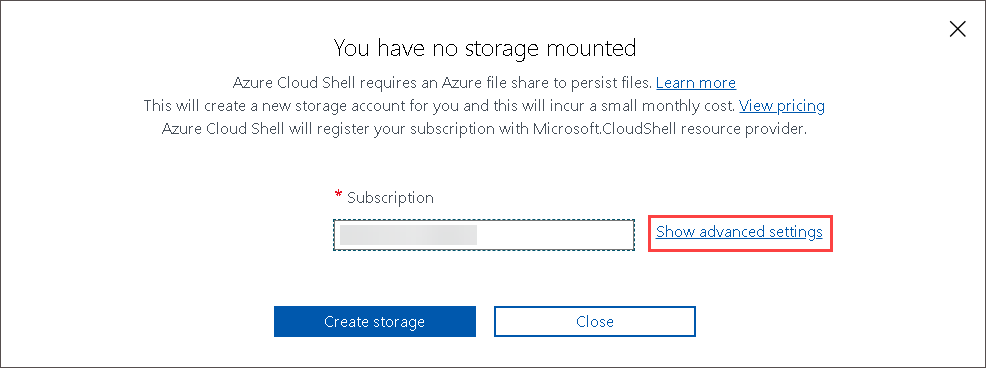 You have no storage mounted
Azure Cloud Shell requires an Azure file share to persist files. Learn more
This will create a new storage account for you and this will incur a small monthly cost. View pricing
Azure Cloud Shell will register your subscription with Microsoft.CloudShell resource provider.
* Subscription
Show advanced settings
Create storage
Close